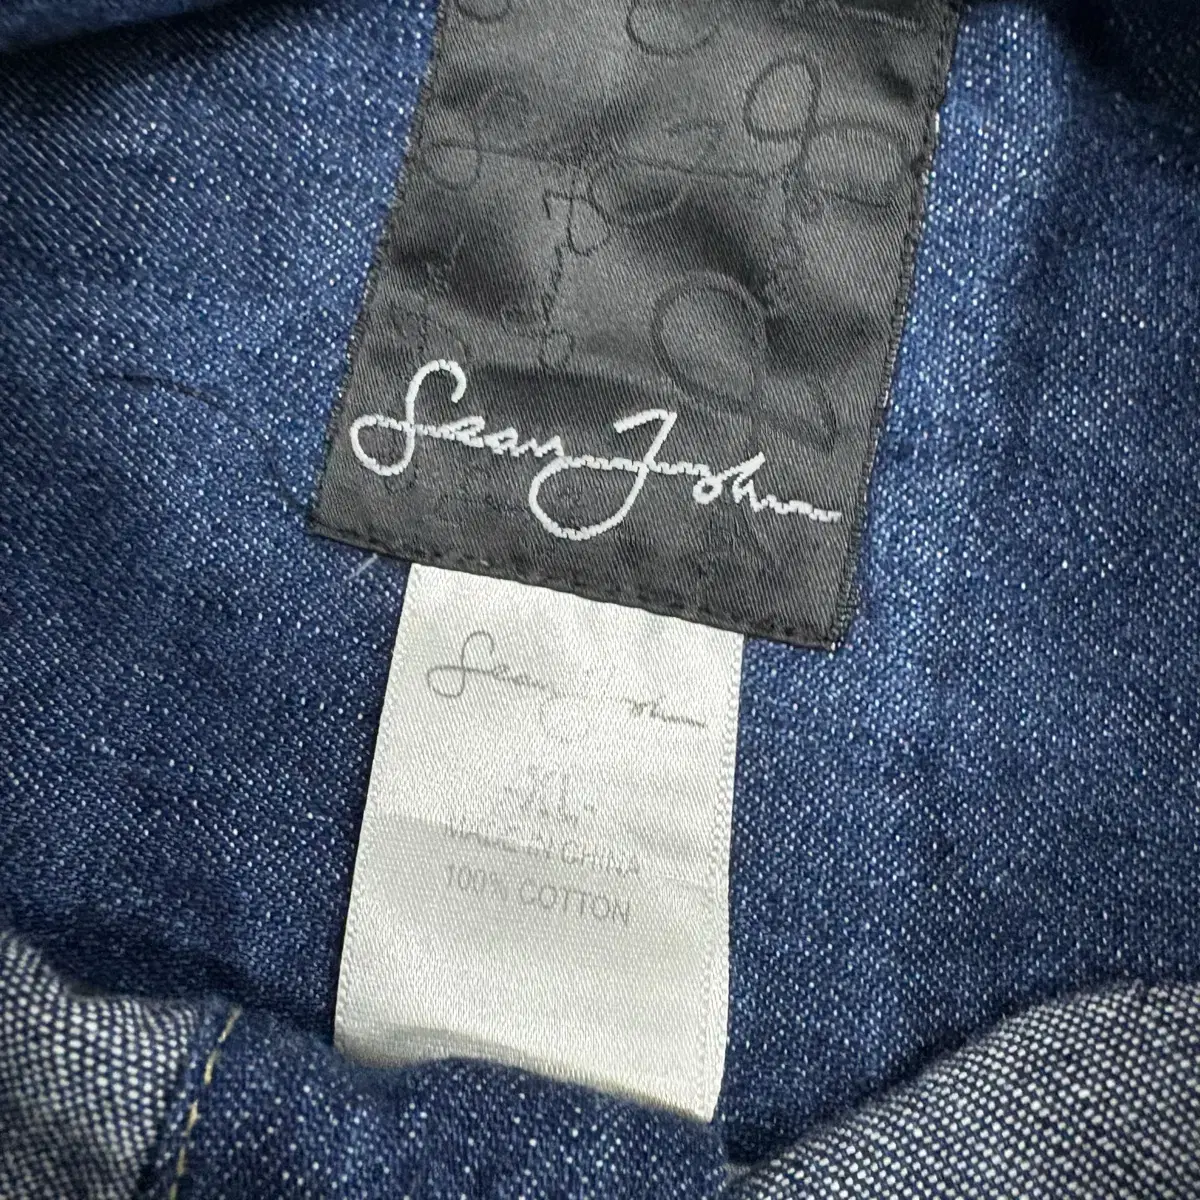 Sean John
Sean John
XL
MADE IN CHINA
100% COTTON